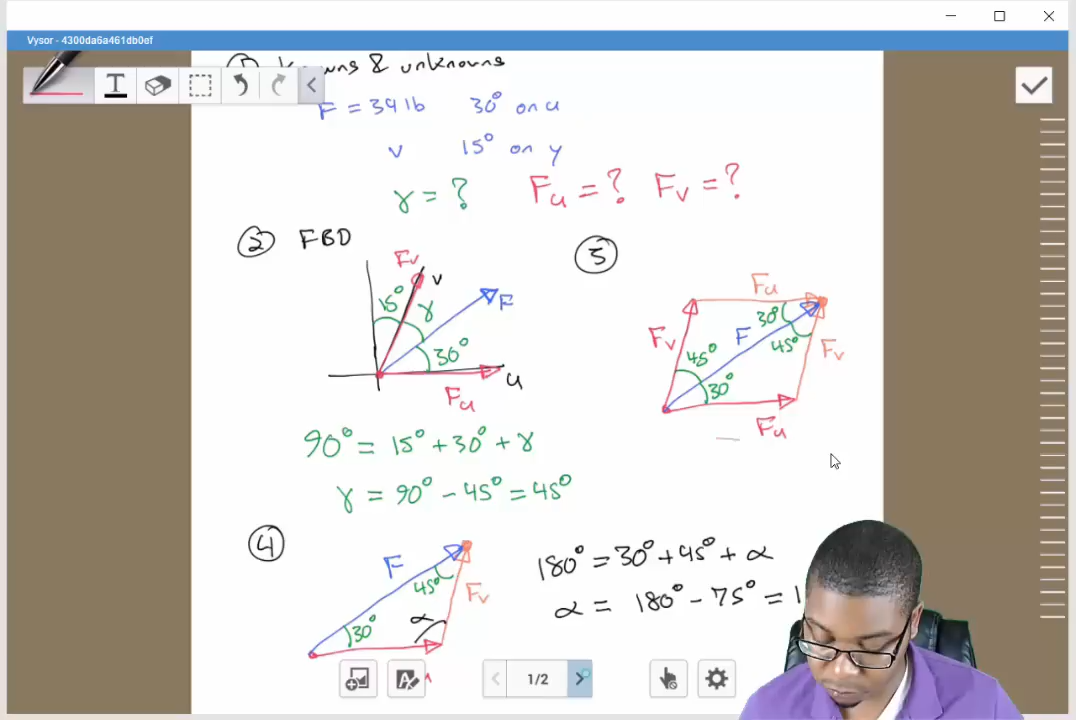 Vysor - 4300da6a461db0ef
T
& unknowns
F = 39 lb 30° on u
v 15° on y
γ = ? Fu = ? Fv = ?
② FBD
Fv
v
15° γ
F
30°
u
Fu
90° = 15° + 30° + γ
γ = 90° - 45° = 45°
③
Fu
30°
Fv
F
45°
45°
Fv
30°
Fu
④
F
45°
Fv
30°
α
180° = 30° + 45° + α
α = 180° - 75° = 1
1/2